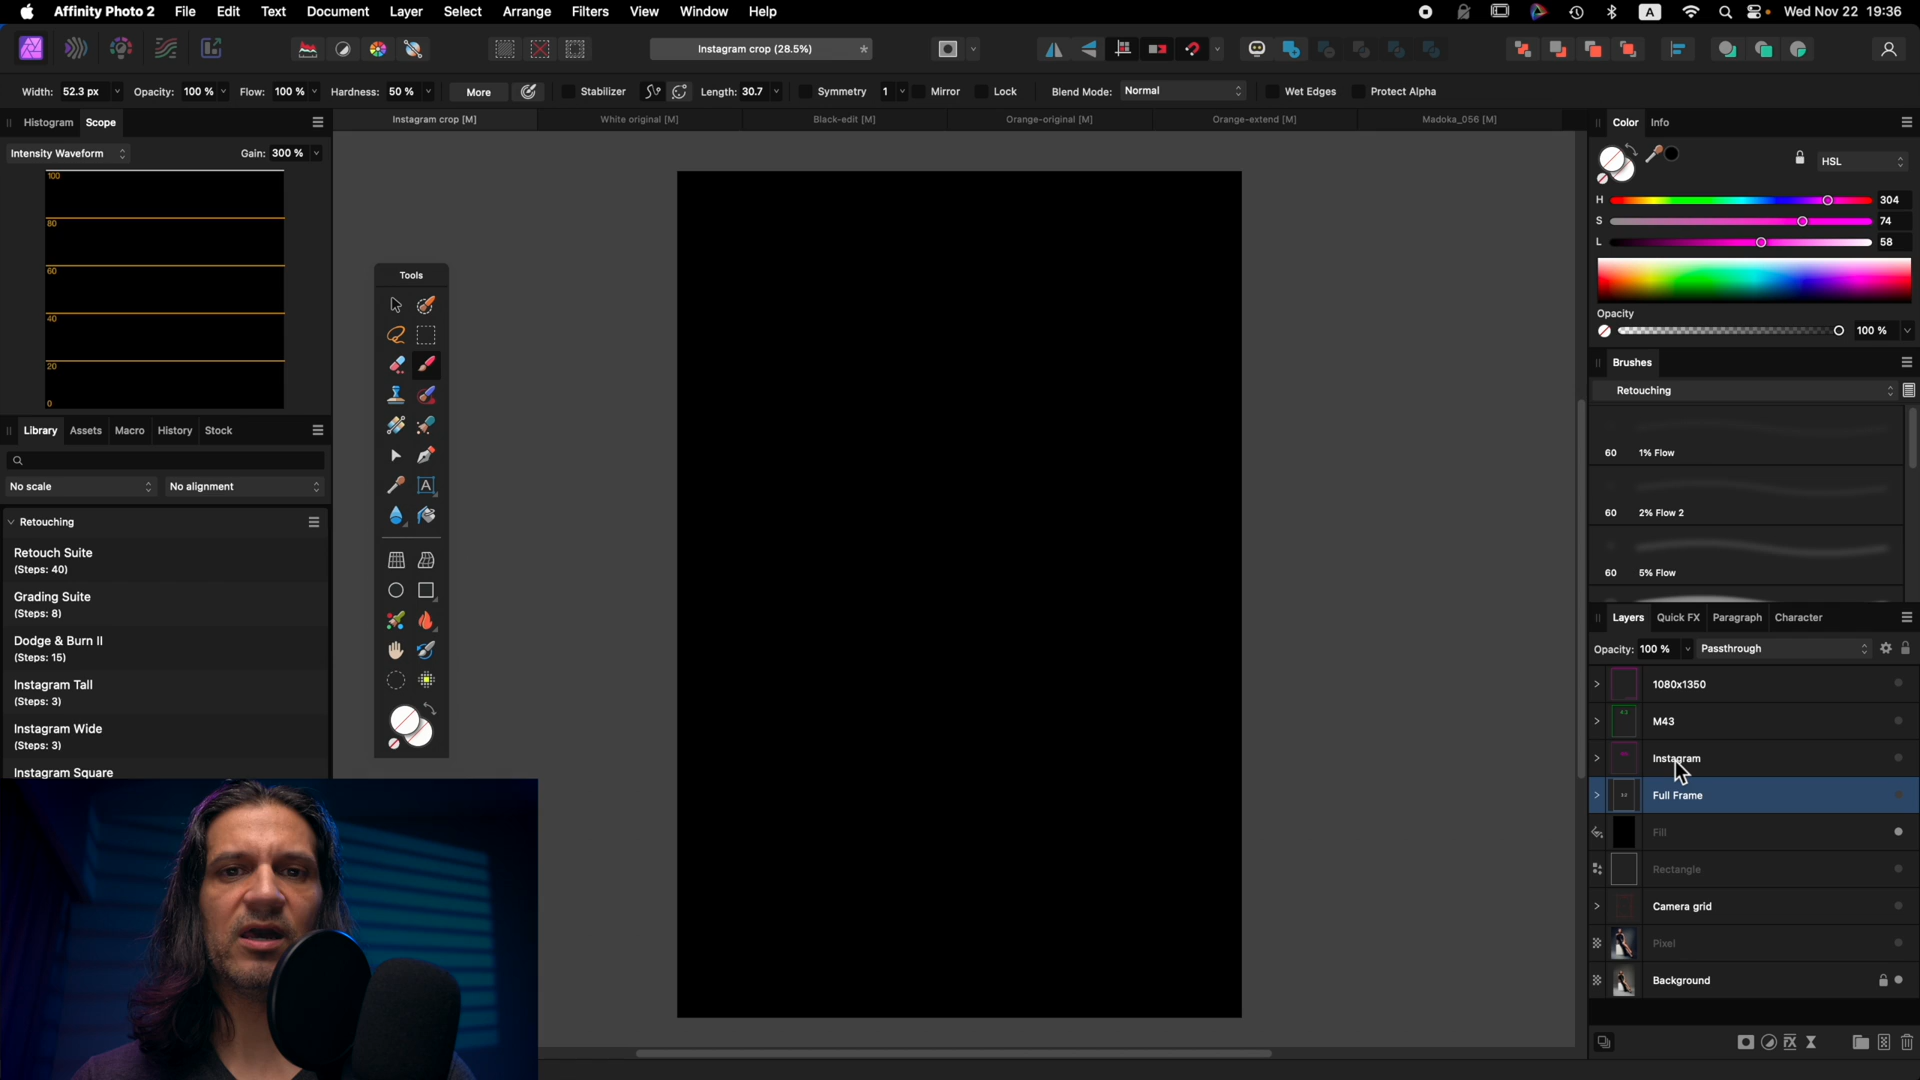 Affinity Photo 2 File Edit Text Document Layer Select Arrange Filters View Window Help
A Wed Nov 22 19:36
Instagram crop (28.5%)
Width: 52.3 px Opacity: 100 % Flow: 100 % Hardness: 50 % More Stabilizer Length: 30.7 Symmetry 1 Mirror Lock Blend Mode: Normal Wet Edges Protect Alpha
Histogram Scope
Instagram crop [M] White original [M] Black-edit [M] Orange-original [M] Orange-extend [M] Madoka_056 [M]
Color Info
Intensity Waveform Gain: 300 %
HSL
100
80
60
40
20
0
H 304
S 74
L 58
Opacity
100 %
Tools
A
Brushes
Retouching
60 1% Flow
60 2% Flow 2
60 5% Flow
Library Assets Macro History Stock
No scale No alignment
Retouching
Retouch Suite
(Steps: 40)
Grading Suite
(Steps: 8)
Dodge & Burn II
(Steps: 15)
Instagram Tall
(Steps: 3)
Instagram Wide
(Steps: 3)
Instagram Square
Layers Quick FX Paragraph Character
Opacity: 100 % Passthrough
1080x1350
M43
Instagram
Full Frame
Fill
Rectangle
Camera grid
Pixel
Background